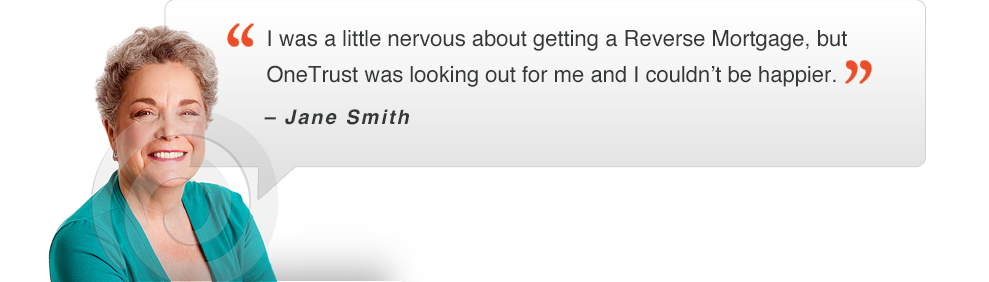 “ I was a little nervous about getting a Reverse Mortgage, but
OneTrust was looking out for me and I couldn’t be happier. ”
– Jane Smith